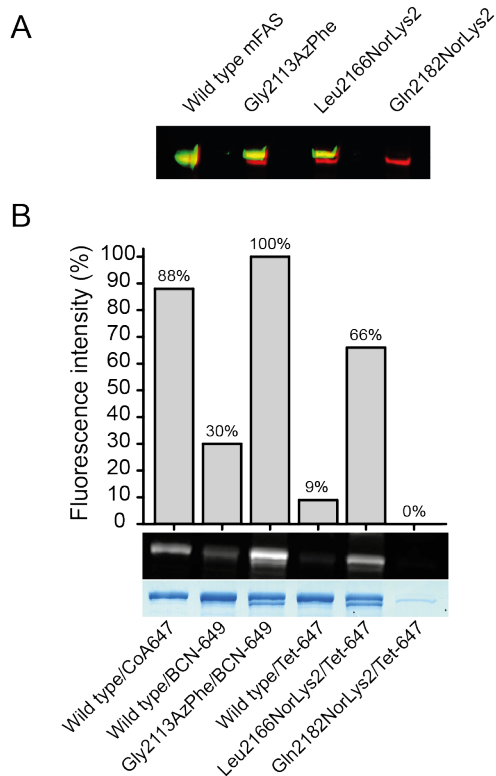 A
Wild type mFAS
Gly2113AzPhe
Leu2166NorLys2
Gln2182NorLys2
B
Fluorescence intensity (%)
100
90
80
70
60
50
40
30
20
10
0
88%
30%
100%
9%
66%
0%
Wild type/CoA647
Wild type/BCN-649
Gly2113AzPhe/BCN-649
Wild type/Tet-647
Leu2166NorLys2/Tet-647
Gln2182NorLys2/Tet-647